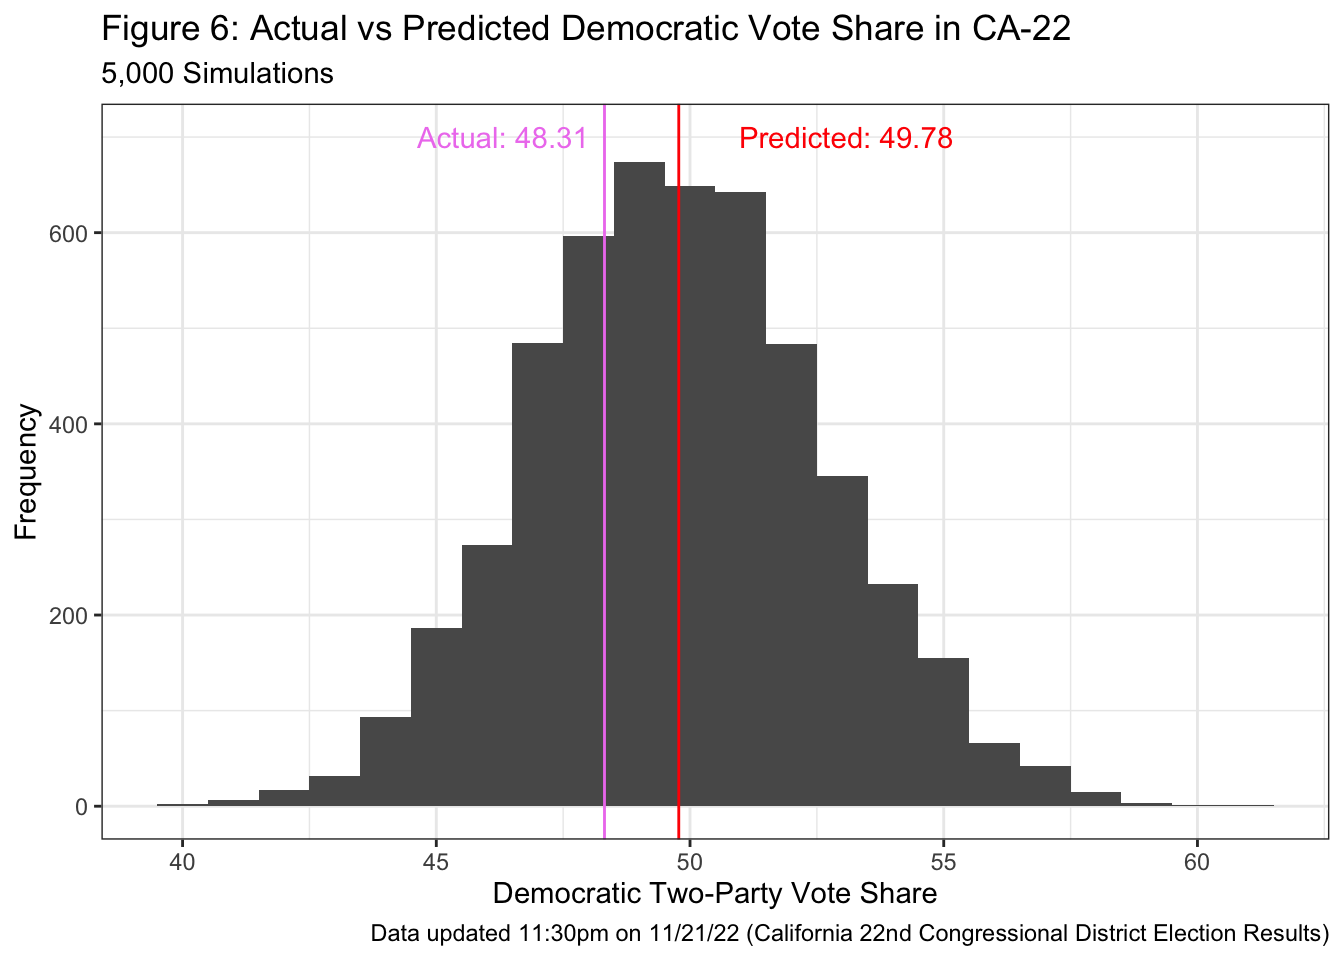 Figure 6: Actual vs Predicted Democratic Vote Share in CA-22
5,000 Simulations
Actual: 48.31
Predicted: 49.78
600
400
200
0
Frequency
40
45
50
55
60
Democratic Two-Party Vote Share
Data updated 11:30pm on 11/21/22 (California 22nd Congressional District Election Results)